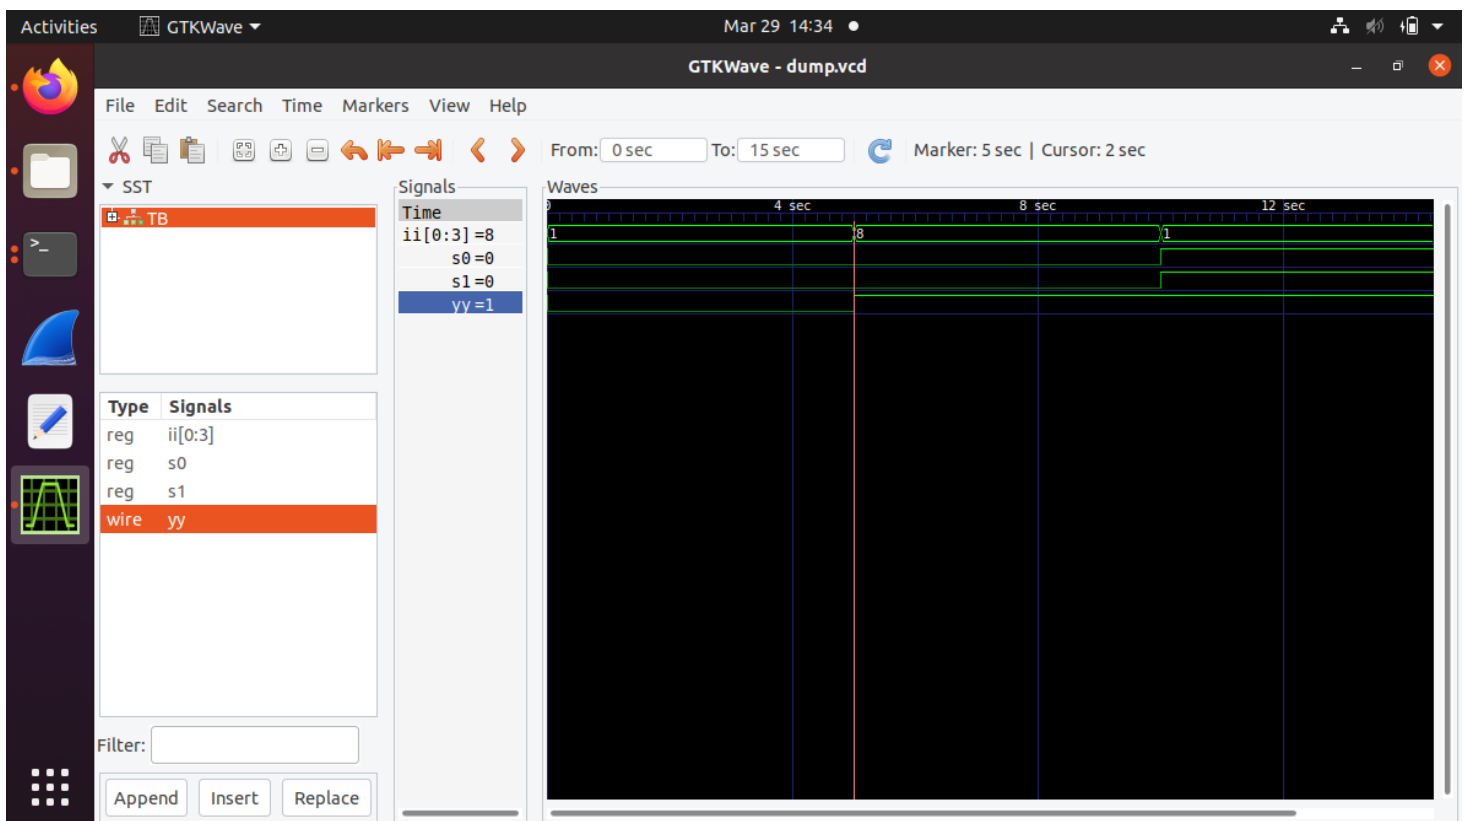 Activities GTKWave Mar 29 14:34
GTKWave - dump.vcd
File Edit Search Time Markers View Help
From: 0 sec To: 15 sec Marker: 5 sec | Cursor: 2 sec
SST
TB
Type Signals
reg ii[0:3]
reg s0
reg s1
wire yy
Filter:
Append Insert Replace
Signals
Time
ii[0:3]=8
s0=0
s1=0
yy=1
Waves
0 4 sec 8 sec 12 sec
1 8 1